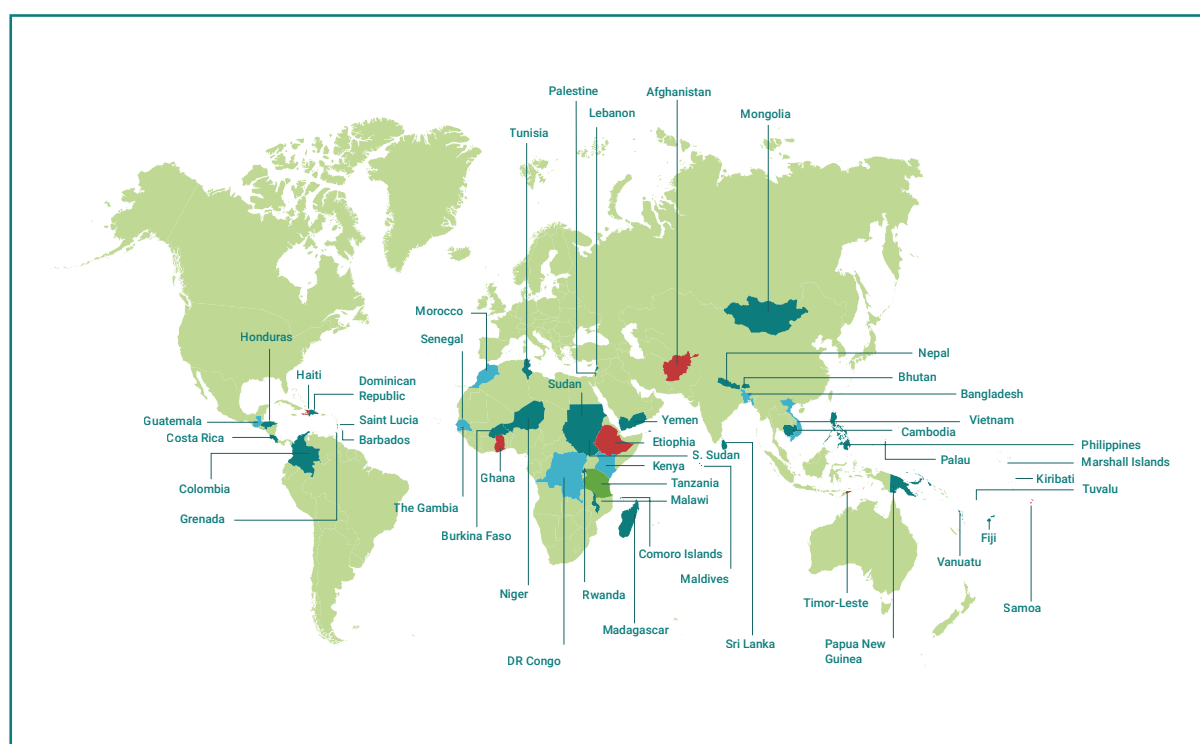 Palestine
Afghanistan
Lebanon
Mongolia
Tunisia
Morocco
Honduras
Senegal
Nepal
Haiti
Dominican
Republic
Bhutan
Sudan
Bangladesh
Guatemala
Saint Lucia
Yemen
Vietnam
Costa Rica
Barbados
Cambodia
Etiophia
Philippines
S. Sudan
Palau
Marshall Islands
Kenya
Ghana
Kiribati
Colombia
Tanzania
Tuvalu
Malawi
The Gambia
Grenada
Burkina Faso
Fiji
Comoro Islands
Vanuatu
Maldives
Niger
Rwanda
Timor-Leste
Samoa
Madagascar
Sri Lanka
Papua New
Guinea
DR Congo